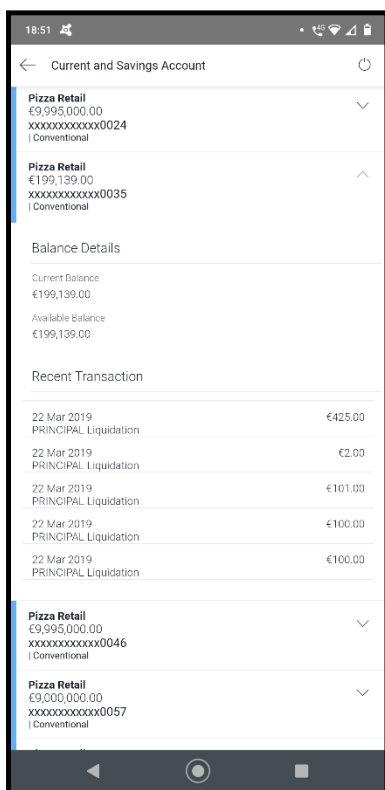 18:51
4G
Current and Savings Account
Pizza Retail
€9,995,000.00
xxxxxxxxxxxx0024
| Conventional
Pizza Retail
€199,139.00
xxxxxxxxxxxx0035
| Conventional
Balance Details
Current Balance
€199,139.00
Available Balance
€199,139.00
Recent Transaction
22 Mar 2019 €425.00
PRINCIPAL Liquidation
22 Mar 2019 €2.00
PRINCIPAL Liquidation
22 Mar 2019 €101.00
PRINCIPAL Liquidation
22 Mar 2019 €100.00
PRINCIPAL Liquidation
22 Mar 2019 €100.00
PRINCIPAL Liquidation
Pizza Retail
€9,995,000.00
xxxxxxxxxxxx0046
| Conventional
Pizza Retail
€9,000,000.00
xxxxxxxxxxxx0057
| Conventional